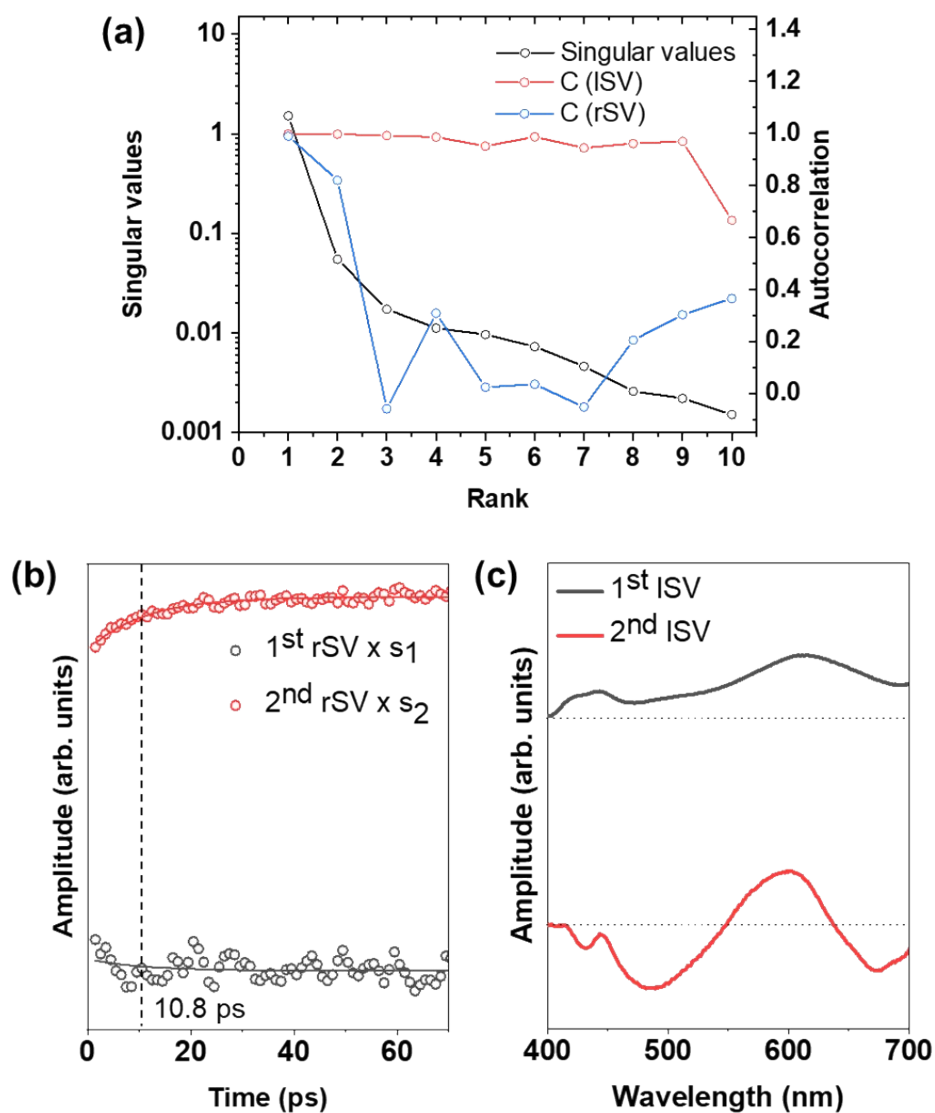 (a)
10
1
0.1
0.01
0.001
Singular values
1.4
1.2
1.0
0.8
0.6
0.4
0.2
0.0
Autocorrelation
Singular values
C (lSV)
C (rSV)
0 1 2 3 4 5 6 7 8 9 10
Rank
(b)
Amplitude (arb. units)
1st rSV x s1
2nd rSV x s2
10.8 ps
0 20 40 60
Time (ps)
(c)
Amplitude (arb. units)
1st lSV
2nd lSV
400 500 600 700
Wavelength (nm)